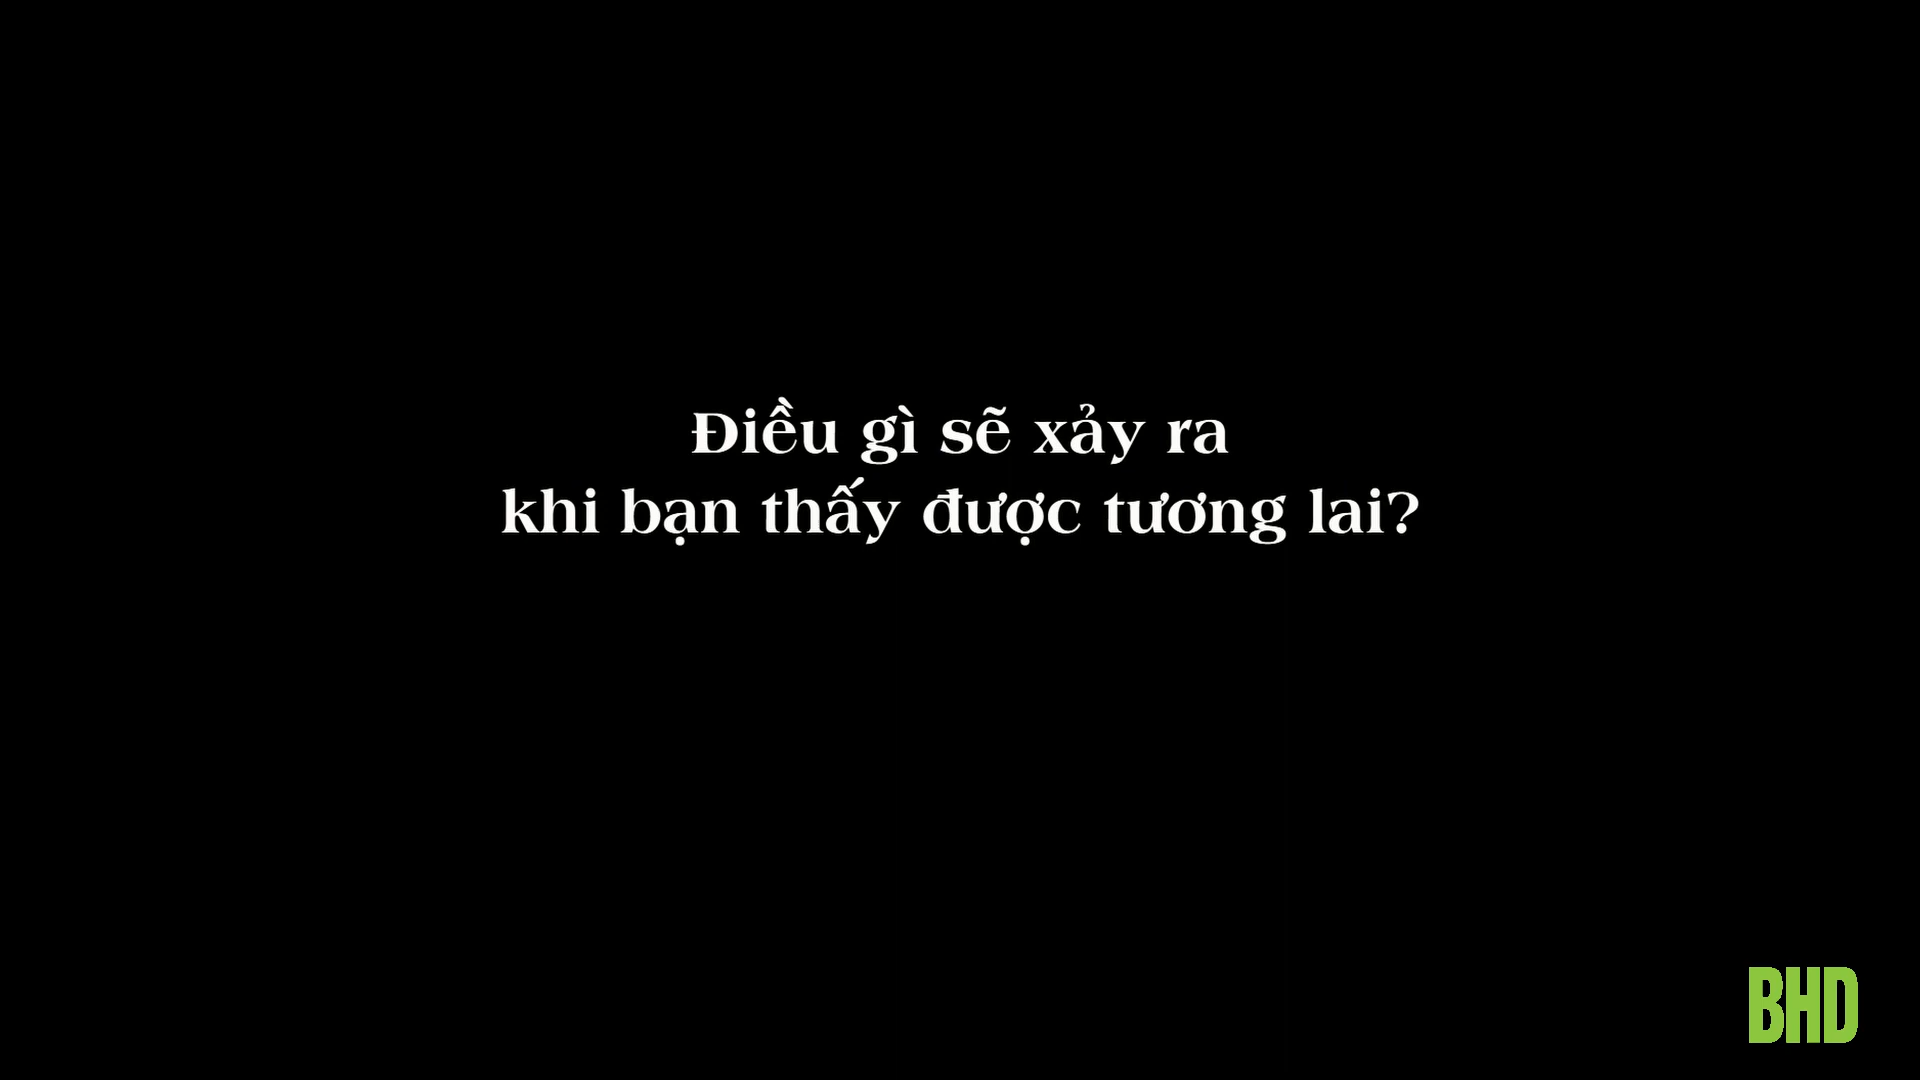 Điều gì sẽ xảy ra
khi bạn thấy được tương lai?
BHD